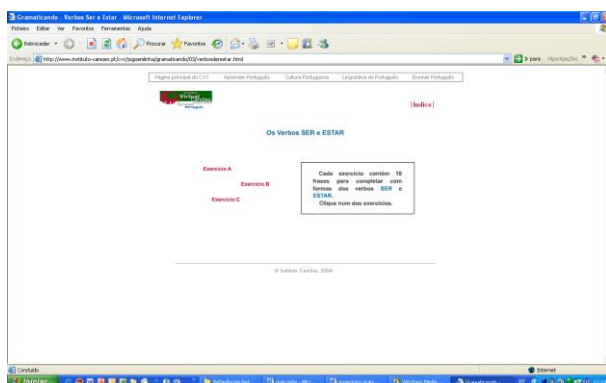 Gramaticando - Verbos Ser e Estar - Microsoft Internet Explorer
Ficheiro Editar Ver Favoritos Ferramentas Ajuda
Retroceder Procurar Favoritos
Endereço http://www.instituto-camoes.pt/cvc/jogoemlinha/gramaticando/03/verbosderestar.html Ir para Hiperligações
Página principal do CVC Aprender Português Cultura Portuguesa Linguística do Português Ensinar Português
Virtual
[Índice]
Os Verbos SER e ESTAR
Exercício A
Exercício B
Exercício C
Cada exercício contém 10
frases para completar com
formas dos verbos SER e
ESTAR.
Clique num dos exercícios.
© Instituto Camões, 2004
Concluído Internet
Iniciar